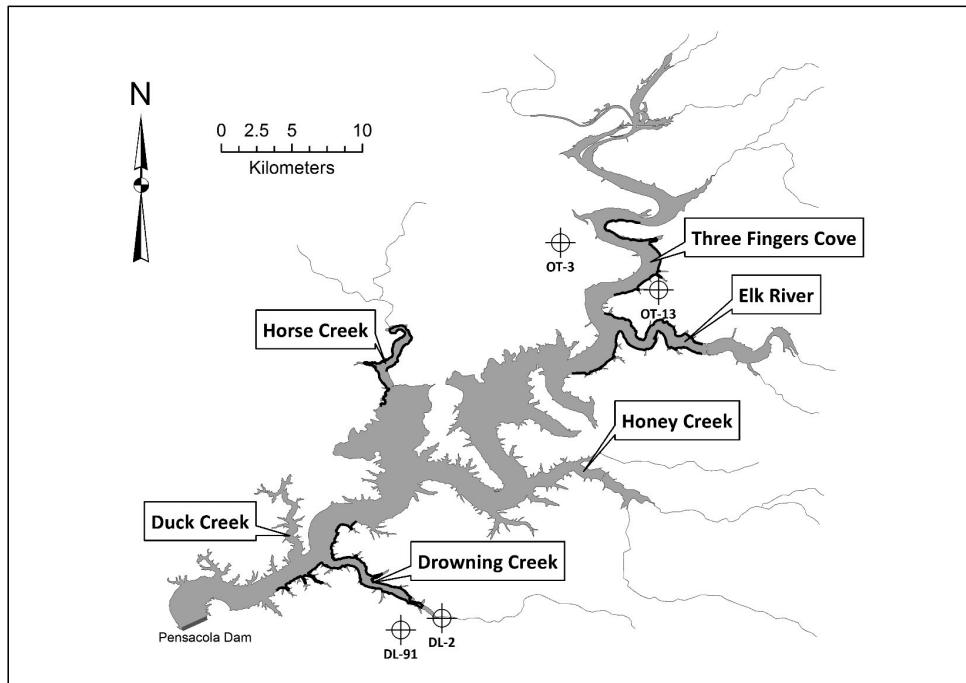 N
0 2.5 5 10
Kilometers
Three Fingers Cove
OT-3
Elk River
OT-13
Horse Creek
Honey Creek
Duck Creek
Drowning Creek
Pensacola Dam
DL-2
DL-91